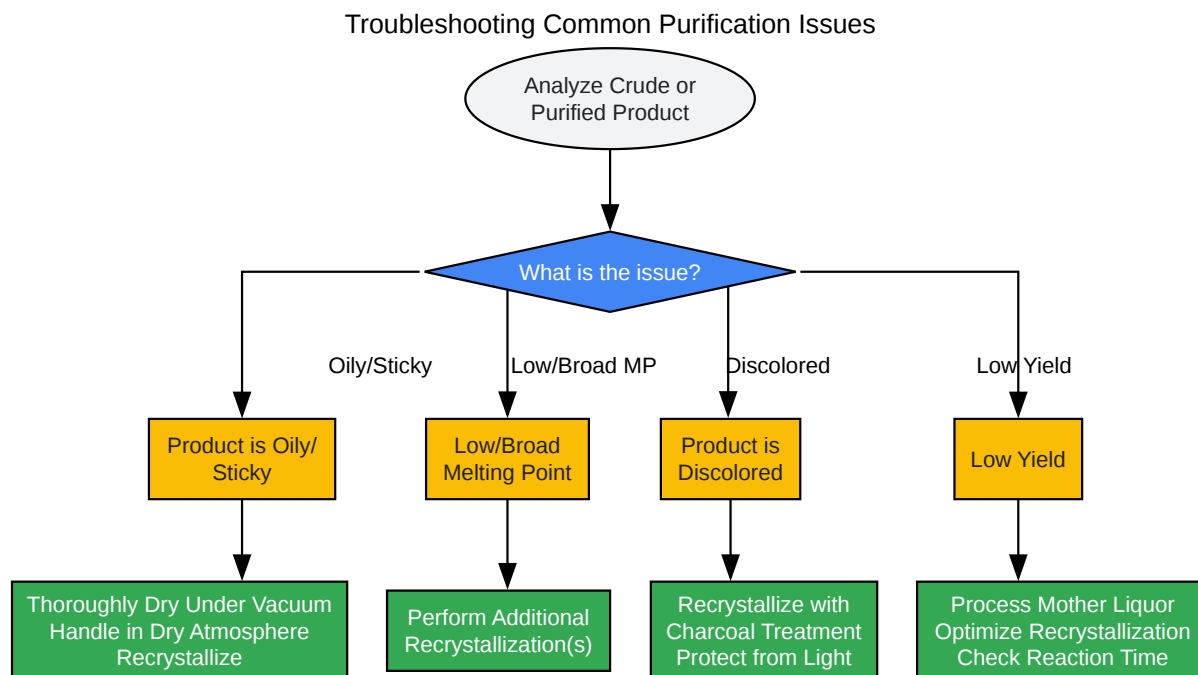 Troubleshooting Common Purification Issues
Analyze Crude or
Purified Product
What is the issue?
Oily/Sticky
Low/Broad MP
Discolored
Low Yield
Product is Oily/
Sticky
Low/Broad
Melting Point
Product is
Discolored
Low Yield
Thoroughly Dry Under Vacuum
Handle in Dry Atmosphere
Recrystallize
Perform Additional
Recrystallization(s)
Recrystallize with
Charcoal Treatment
Protect from Light
Process Mother Liquor
Optimize Recrystallization
Check Reaction Time